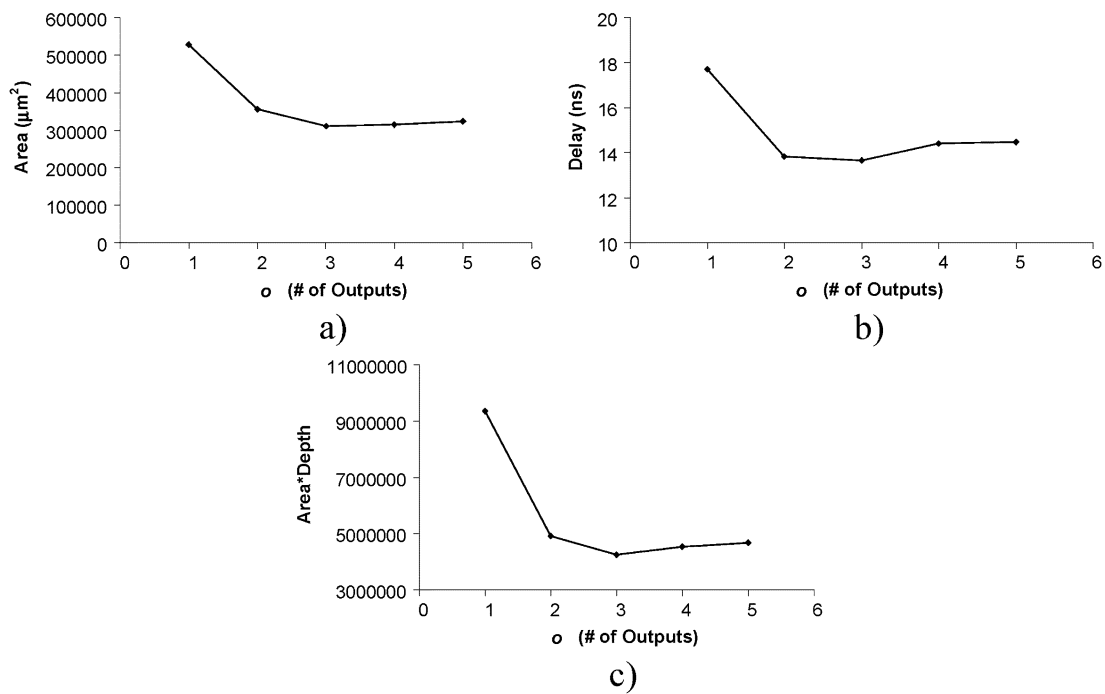 600000
500000
400000
300000
200000
100000
0
Area (μm²)
0 1 2 3 4 5 6
o (# of Outputs)
a)
20
18
16
14
12
10
Delay (ns)
0 1 2 3 4 5 6
o (# of Outputs)
b)
11000000
9000000
7000000
5000000
3000000
Area*Depth
0 1 2 3 4 5 6
o (# of Outputs)
c)